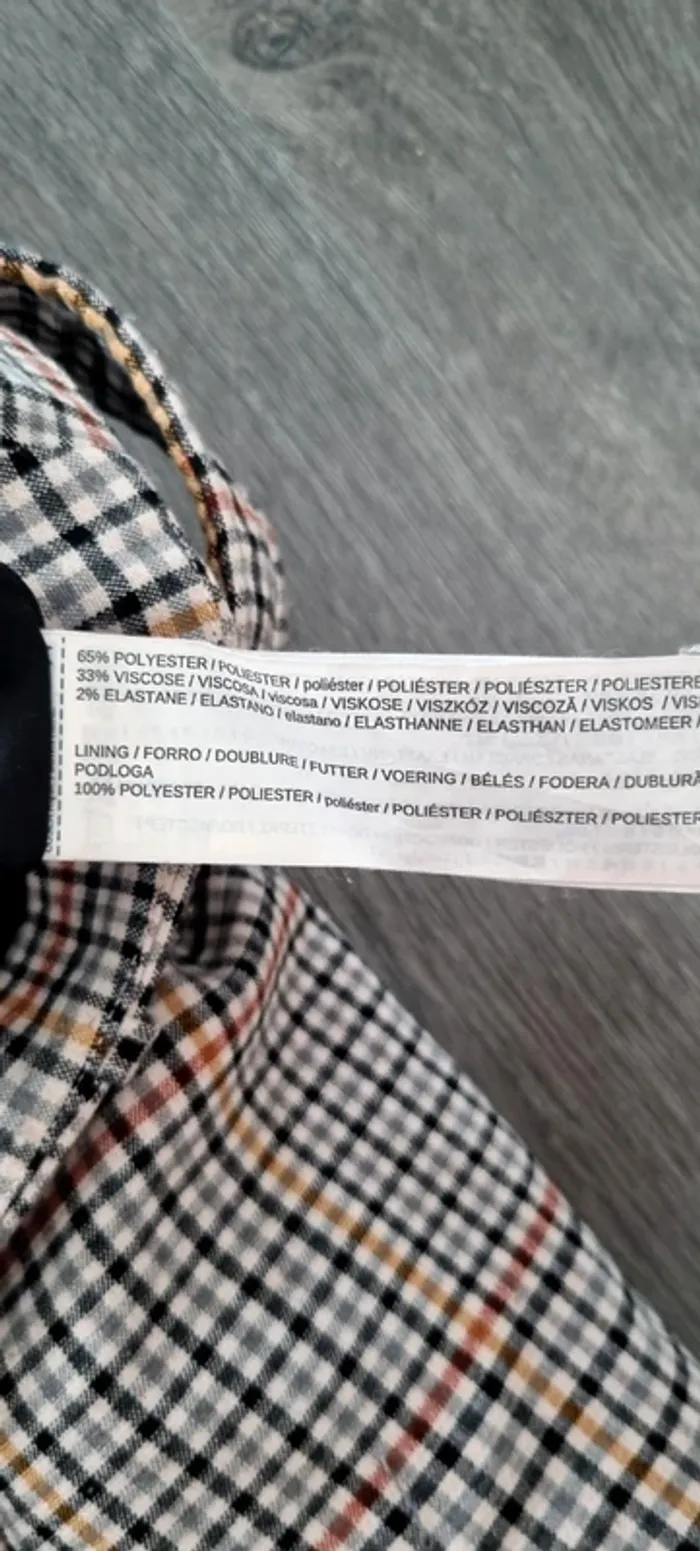 65% POLYESTER / POLIESTER / poliéster / POLIÉSTER / POLIÉSZTER / POLIESTERE
33% VISCOSE / VISCOSA / viscosa / VISKOSE / VISZKÓZ / VISCOZĂ / VISKOS / VIS
2% ELASTANE / ELASTANO / elastano / ELASTHANNE / ELASTHAN / ELASTOMEER /
LINING / FORRO / DOUBLURE / FUTTER / VOERING / BÉLÉS / FODERA / DUBLURĂ
PODLOGA
100% POLYESTER / POLIESTER / poliéster / POLIÉSTER / POLIÉSZTER / POLIESTER